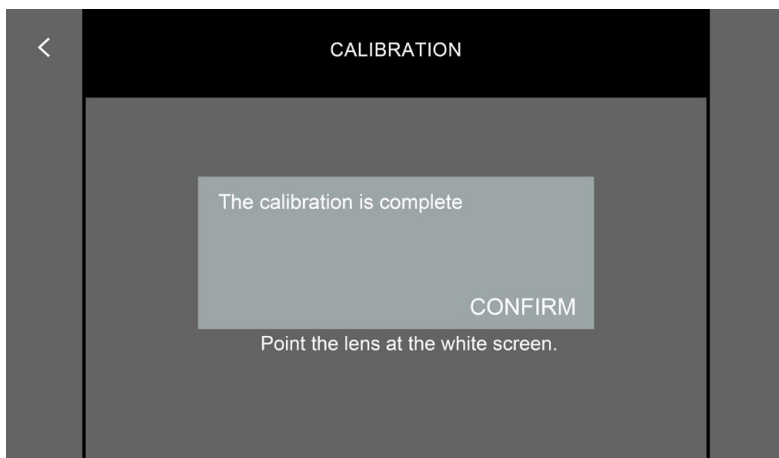 CALIBRATION
The calibration is complete
CONFIRM
Point the lens at the white screen.